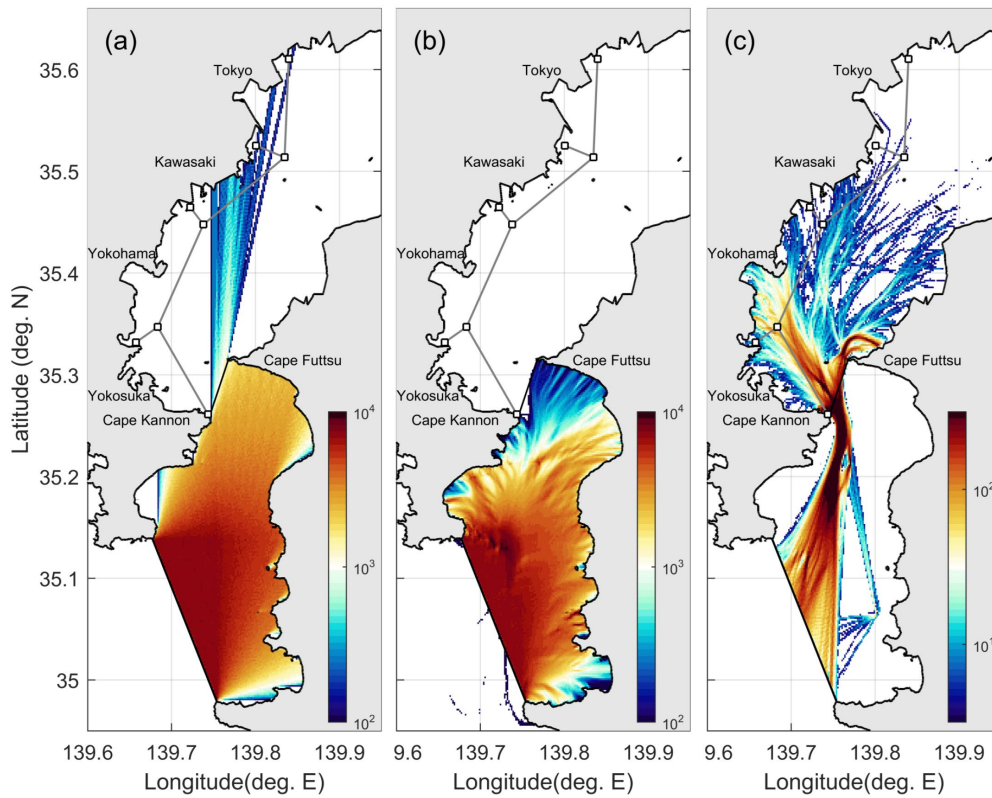 (a)
(b)
(c)
Tokyo
Tokyo
Tokyo
Kawasaki
Kawasaki
Kawasaki
Yokohama
Yokohama
Yokohama
Cape Futtsu
Cape Futtsu
Cape Futtsu
Yokosuka
Yokosuka
Yokosuka
Cape Kannon
Cape Kannon
Cape Kannon
35.6
35.5
35.4
35.3
35.2
35.1
35
Latitude (deg. N)
10⁴
10³
10²
10⁴
10³
10²
10²
10¹
139.6
139.7
139.8
139.9
9.6
139.7
139.8
139.9
9.6
139.7
139.8
139.9
Longitude(deg. E)
Longitude(deg. E)
Longitude(deg. E)